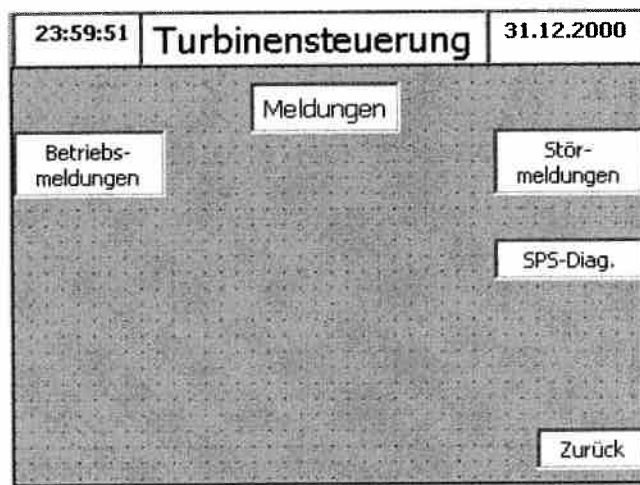 23:59:51 Turbinensteuerung 31.12.2000
Meldungen
Betriebs-
meldungen
Stör-
meldungen
SPS-Diag.
Zurück